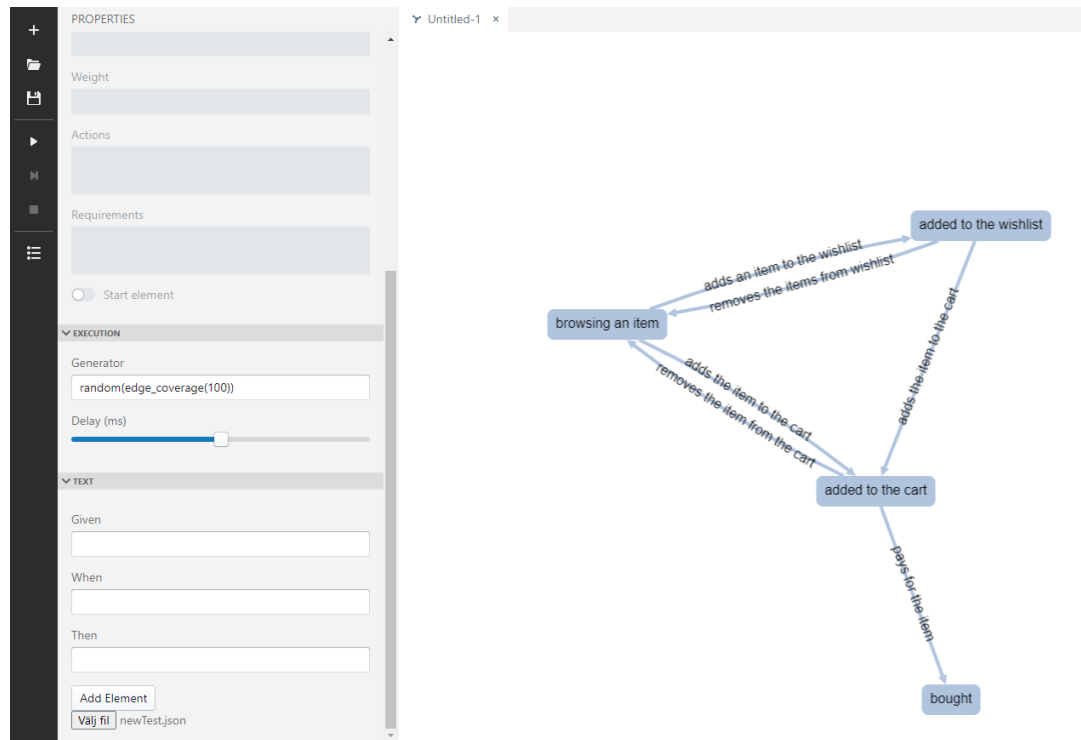 PROPERTIES
Weight
Actions
Requirements
Start element
EXECUTION
Generator
random(edge_coverage(100))
Delay (ms)
TEXT
Given
When
Then
Add Element
Välj fil newTest.json
Untitled-1 ×
added to the wishlist
adds an item to the wishlist
removes the items from wishlist
browsing an item
adds the item to the cart
adds the item to the cart
removes the item from the cart
added to the cart
pays for the item
bought